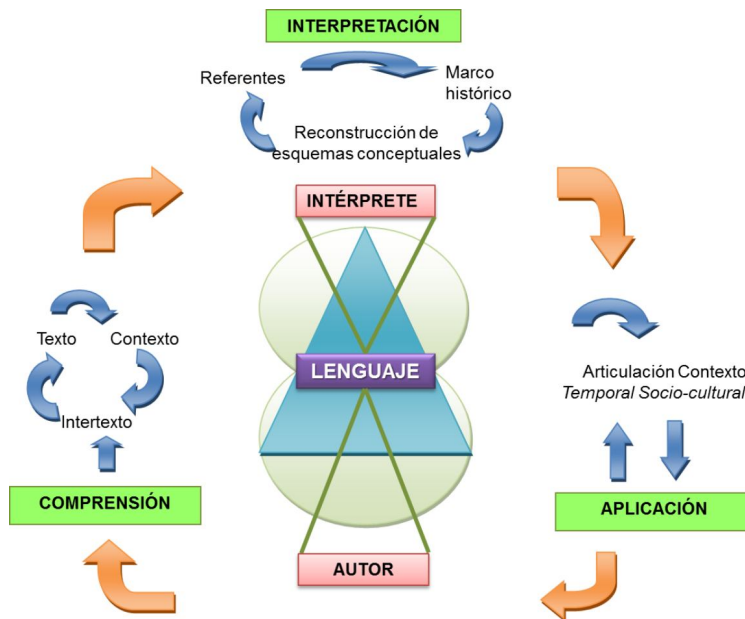 INTERPRETACIÓN
Referentes
Marco
histórico
Reconstrucción de
esquemas conceptuales
INTÉRPRETE
Texto
Contexto
Intertexto
LENGUAJE
Articulación Contexto
Temporal Socio-cultural
COMPRENSIÓN
APLICACIÓN
AUTOR